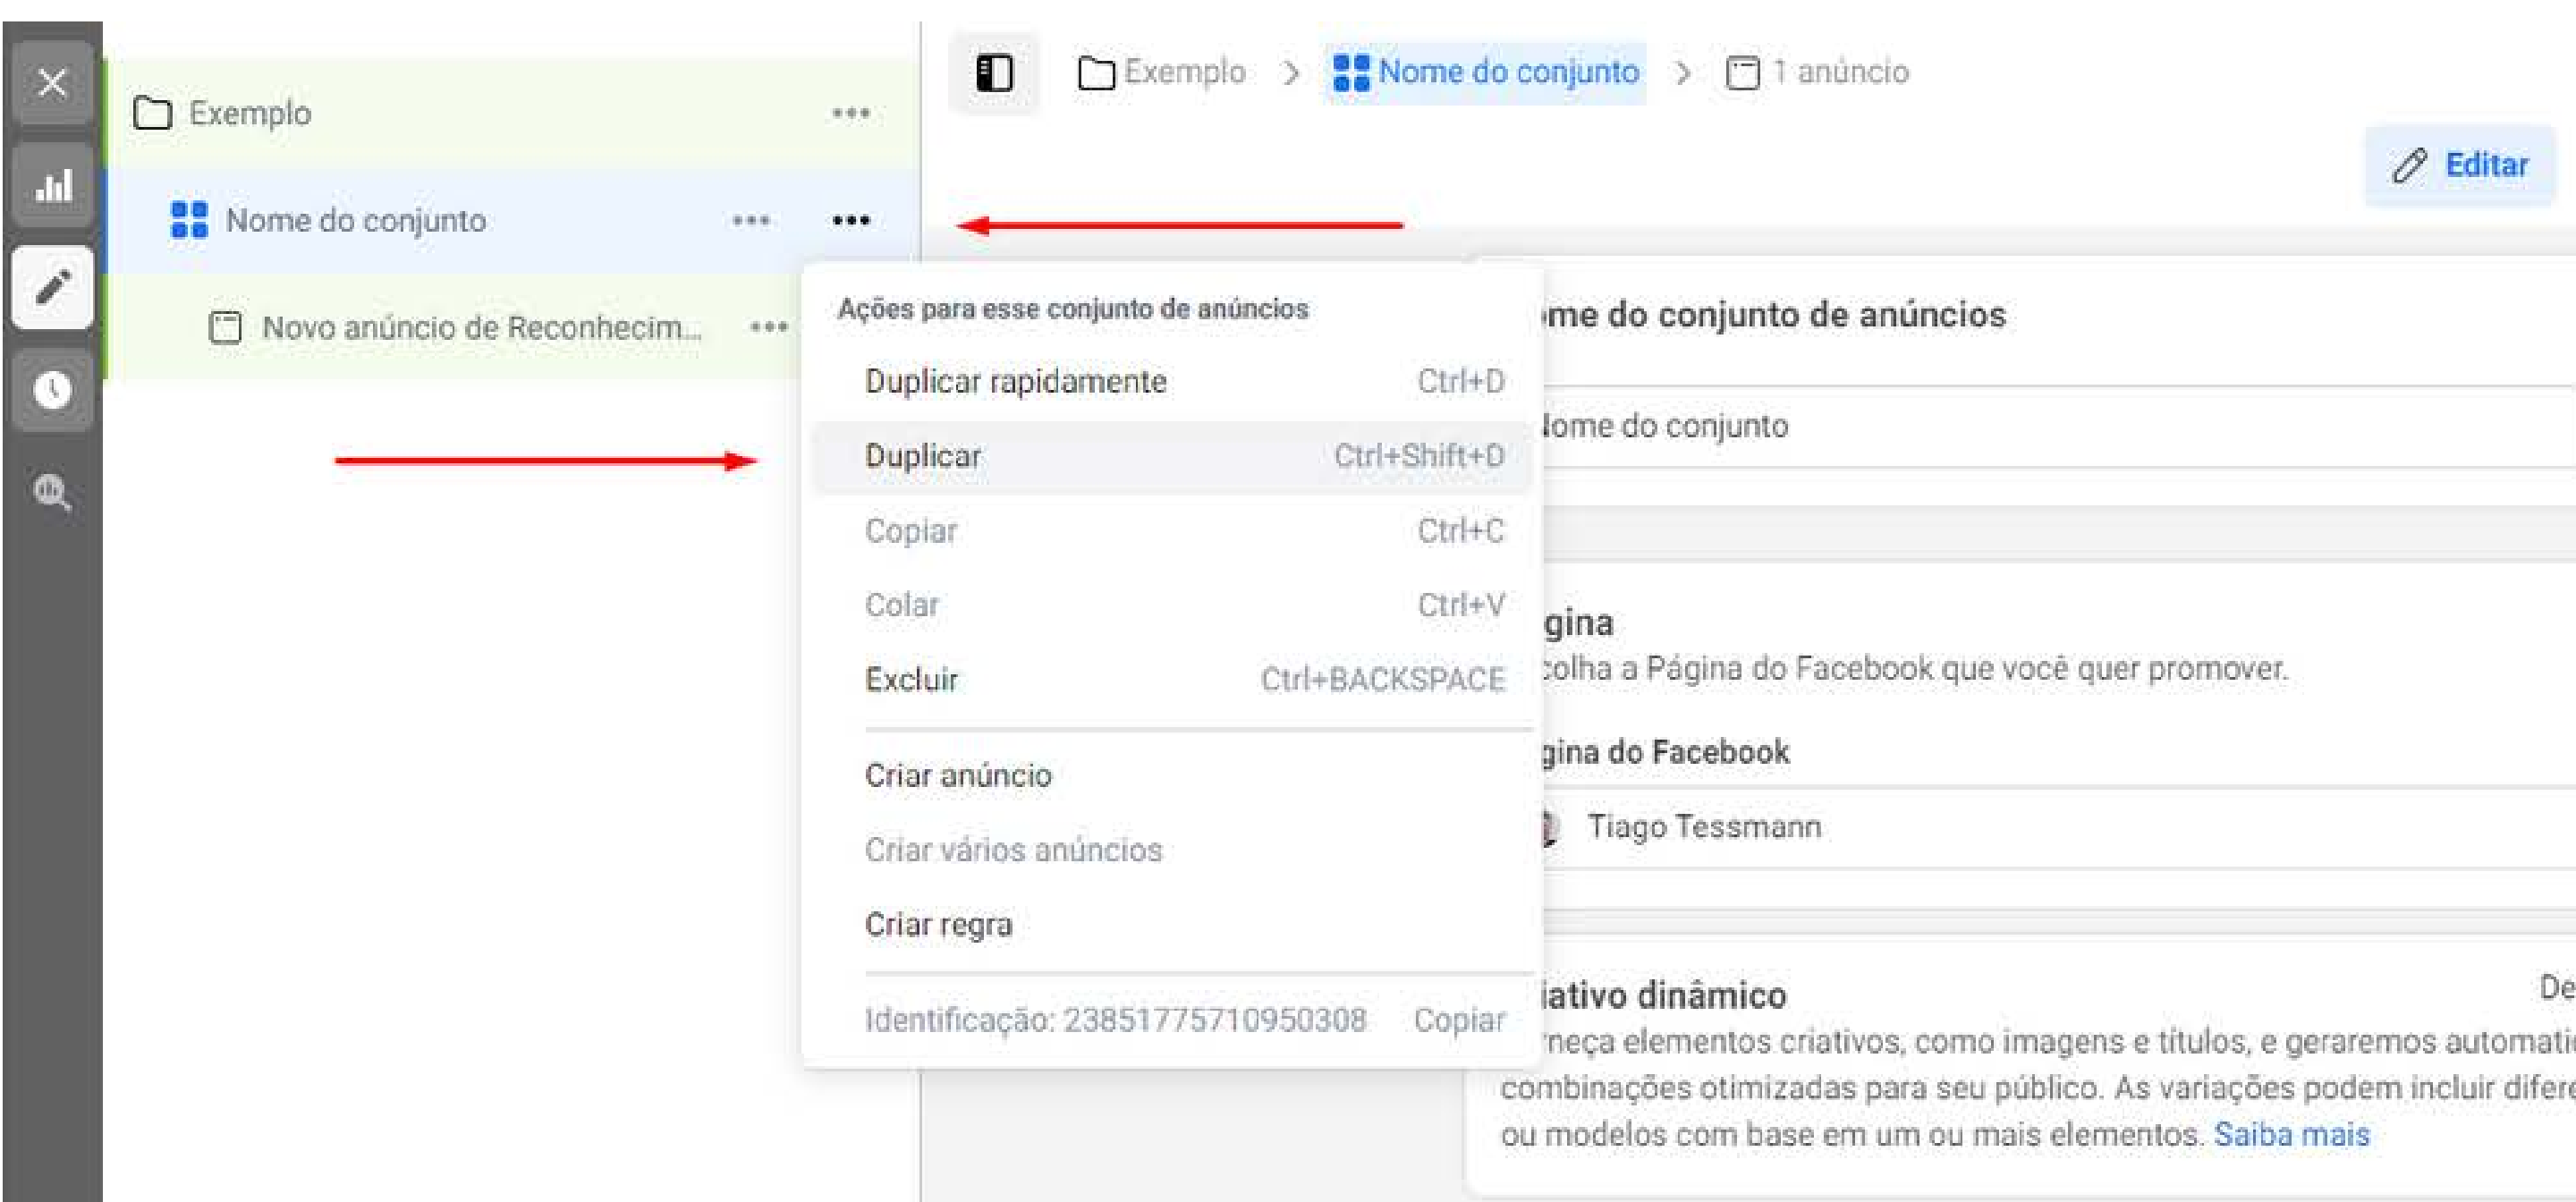 Exemplo
Nome do conjunto
Novo anúncio de Reconhecim...
Exemplo > Nome do conjunto > 1 anúncio
Editar
Ações para esse conjunto de anúncios
Duplicar rapidamente Ctrl+D
Duplicar Ctrl+Shift+D
Copiar Ctrl+C
Colar Ctrl+V
Excluir Ctrl+BACKSPACE
Criar anúncio
Criar vários anúncios
Criar regra
Identificação: 23851775710950308 Copiar
me do conjunto de anúncios
ome do conjunto
gina
colha a Página do Facebook que você quer promover.
gina do Facebook
Tiago Tessmann
iativo dinâmico
De
neça elementos criativos, como imagens e títulos, e geraremos automati
combinações otimizadas para seu público. As variações podem incluir difer
ou modelos com base em um ou mais elementos. Saiba mais